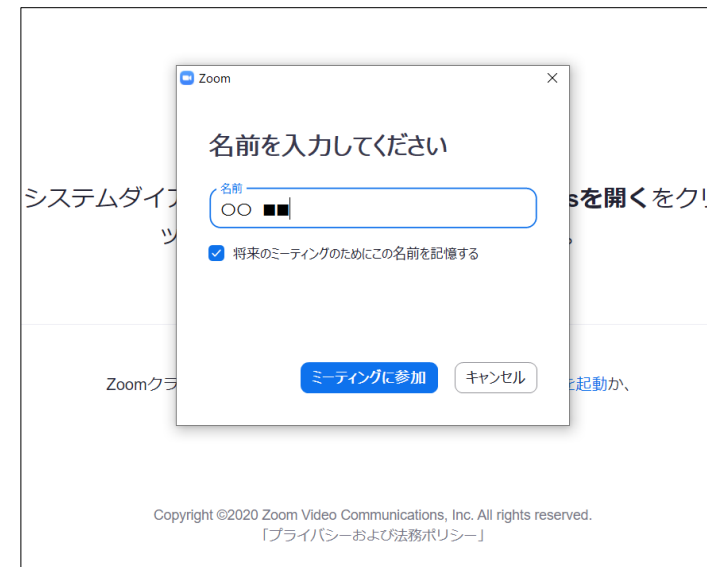 Zoom
名前を入力してください
名前
〇〇 ■■
将来のミーティングのためにこの名前を記憶する
ミーティングに参加
キャンセル
システムダイ
sを開くをク
ツ
Zoomクラ
起動か、
Copyright ©2020 Zoom Video Communications, Inc. All rights reserved.
「プライバシーおよび法務ポリシー」